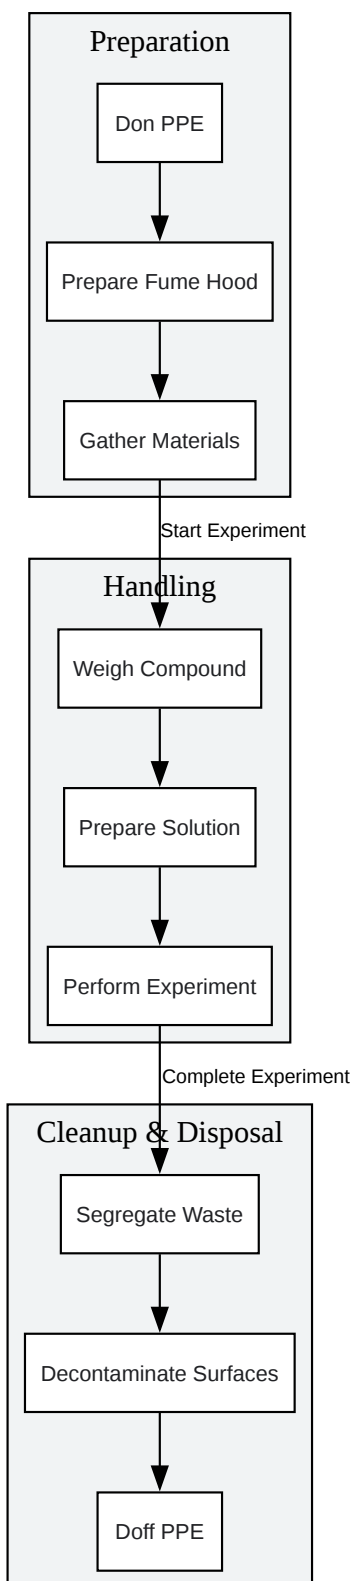 Preparation
Don PPE
Prepare Fume Hood
Gather Materials
Start Experiment
Handling
Weigh Compound
Prepare Solution
Perform Experiment
Complete Experiment
Cleanup & Disposal
Segregate Waste
Decontaminate Surfaces
Doff PPE